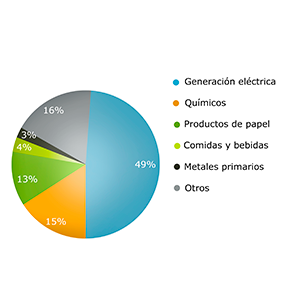 Generación eléctrica
Químicos
Productos de papel
Comidas y bebidas
Metales primarios
Otros
16%
3%
4%
13%
15%
49%